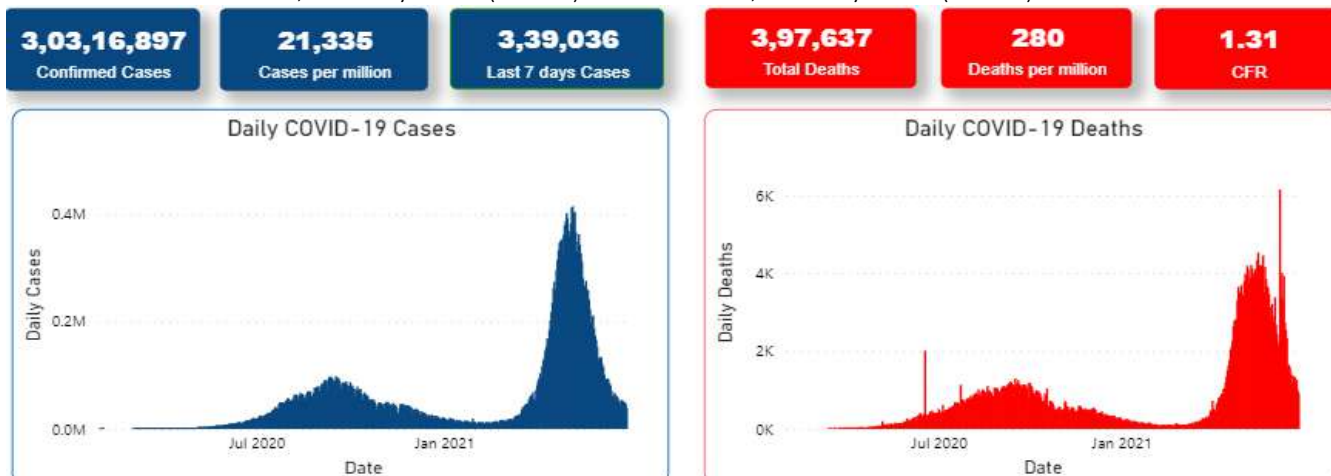 3,03,16,897
Confirmed Cases
21,335
Cases per million
3,39,036
Last 7 days Cases
3,97,637
Total Deaths
280
Deaths per million
1.31
CFR
Daily COVID-19 Cases
0.4M
0.2M
0.0M
Daily Cases
Jul 2020
Jan 2021
Date
Daily COVID-19 Deaths
6K
4K
2K
0K
Daily Deaths
Jul 2020
Jan 2021
Date